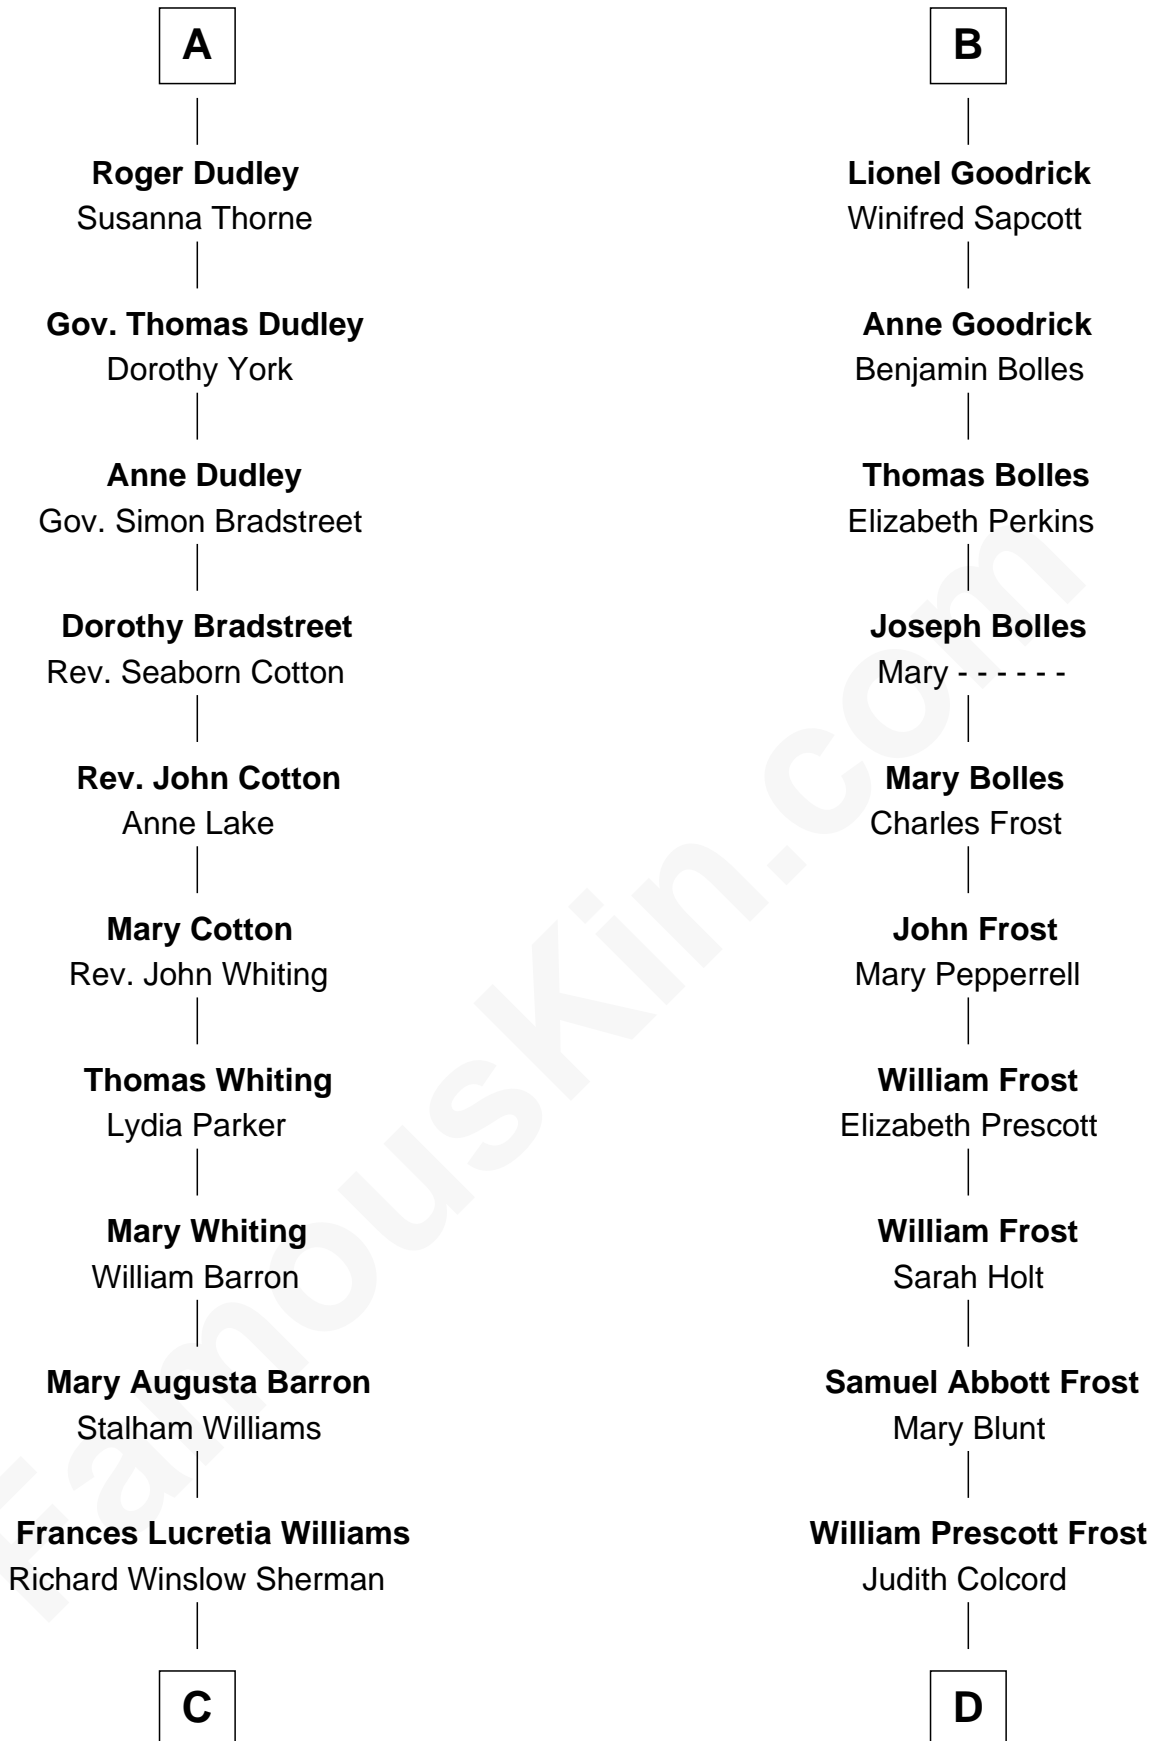 A
Roger Dudley
Susanna Thorne
Gov. Thomas Dudley
Dorothy York
Anne Dudley
Gov. Simon Bradstreet
Dorothy Bradstreet
Rev. Seaborn Cotton
Rev. John Cotton
Anne Lake
Mary Cotton
Rev. John Whiting
Thomas Whiting
Lydia Parker
Mary Whiting
William Barron
Mary Augusta Barron
Stalham Williams
Frances Lucretia Williams
Richard Winslow Sherman
C
B
Lionel Goodrick
Winifred Sapcott
Anne Goodrick
Benjamin Bolles
Thomas Bolles
Elizabeth Perkins
Joseph Bolles
Mary - - - - - -
Mary Bolles
Charles Frost
John Frost
Mary Pepperrell
William Frost
Elizabeth Prescott
William Frost
Sarah Holt
Samuel Abbott Frost
Mary Blunt
William Prescott Frost
Judith Colcord
D
FamousKin.com